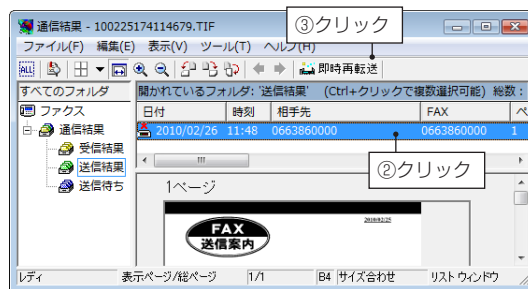 通信結果 - 100225174114679.TIF
③クリック
ファイル(F) 編集(E) 表示(V) ツール(T) ヘルプ(H)
ALL 即時再転送
すべてのフォルダ 開かれているフォルダ: '送信結果' (Ctrl+クリックで複数選択可能) 総数:
ファクス 日付 時刻 相手先 FAX ペ
通信結果 2010/02/26 11:48 0663860000 0663860000 1
受信結果
送信結果 ②クリック
送信待ち 1ページ
2010/02/25
FAX
送信案内
レディ 表示ページ/総ページ 1/1 B4 サイズ合わせ リスト ウィンドウ